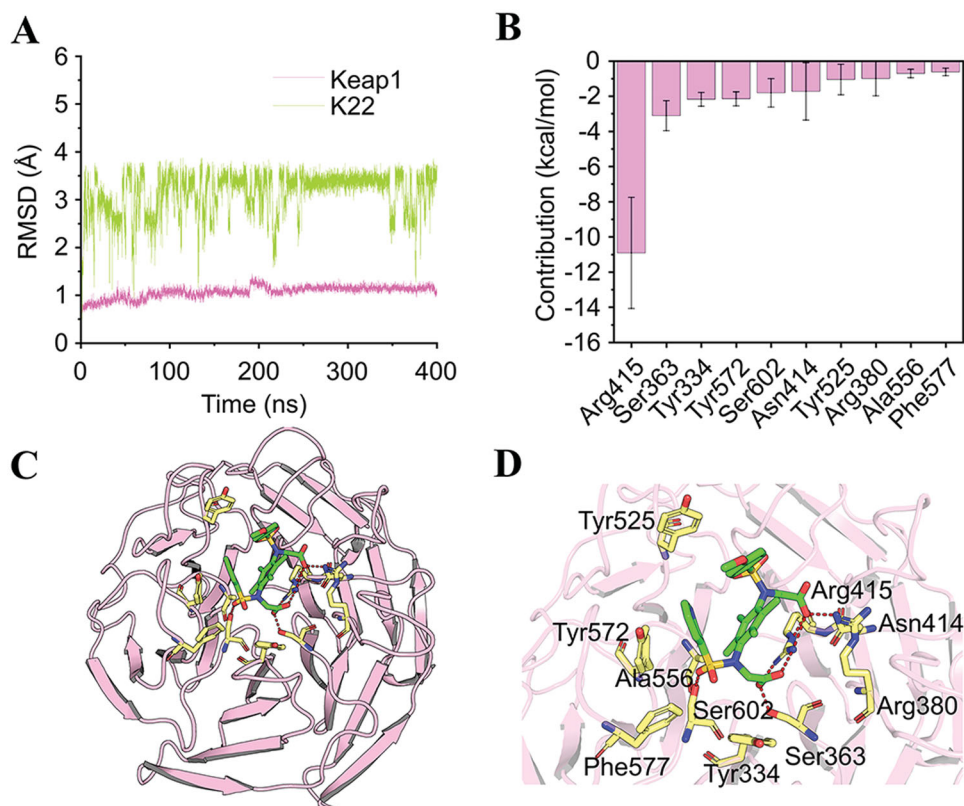 A
6
5
4
3
2
1
0
RMSD (Å)
Keap1
K22
0
100
200
300
400
Time (ns)
B
0
-2
-4
-6
-8
-10
-12
-14
-16
Contribution (kcal/mol)
Arg415
Ser363
Tyr334
Tyr572
Ser602
Asn414
Tyr525
Arg380
Ala556
Phe577
C
D
Tyr525
Arg415
Asn414
Tyr572
Ala556
Ser602
Arg380
Phe577
Tyr334
Ser363